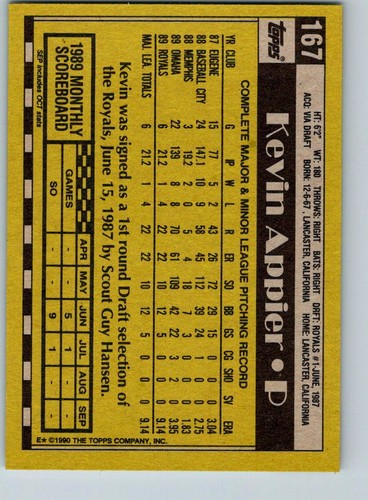 167
Topps
Kevin Appier • P
HT: 6'2" WT: 180 THROWS: RIGHT BATS: RIGHT DRFT: ROYALS #1-JUNE, 1987
ACQ: VIA DRAFT BORN: 12-6-67, LANCASTER, CALIFORNIA HOME: LANCASTER, CALIFORNIA
COMPLETE MAJOR & MINOR LEAGUE PITCHING RECORD
YR CLUB G IP W L R ER SO BB GS CG SHO SV ERA
87 EUGENE 15 77 5 2 43 26 72 29 15 0 0 0 3.04
88 BASEBALL CITY 24 147.1 10 9 58 45 112 39 24 1 0 0 2.75
88 MEMPHIS 3 19.2 2 0 5 4 18 7 3 0 0 0 1.83
89 OMAHA 22 139 8 8 70 61 109 42 22 3 2 0 3.95
89 ROYALS 6 21.2 1 4 22 22 10 12 5 0 0 0 9.14
MAJ. LEA. TOTALS 6 21.2 1 4 22 22 10 12 5 0 0 0 9.14
Kevin was signed as a 1st round Draft selection of
the Royals, June 15, 1987 by Scout Guy Hansen.
1989 MONTHLY
SCOREBOARD
SEP includes OCT stats
APR MAY JUN JUL AUG SEP
GAMES - - 5 1 - -
SO - - 9 1 - -
E* ©1990 THE TOPPS COMPANY, INC.